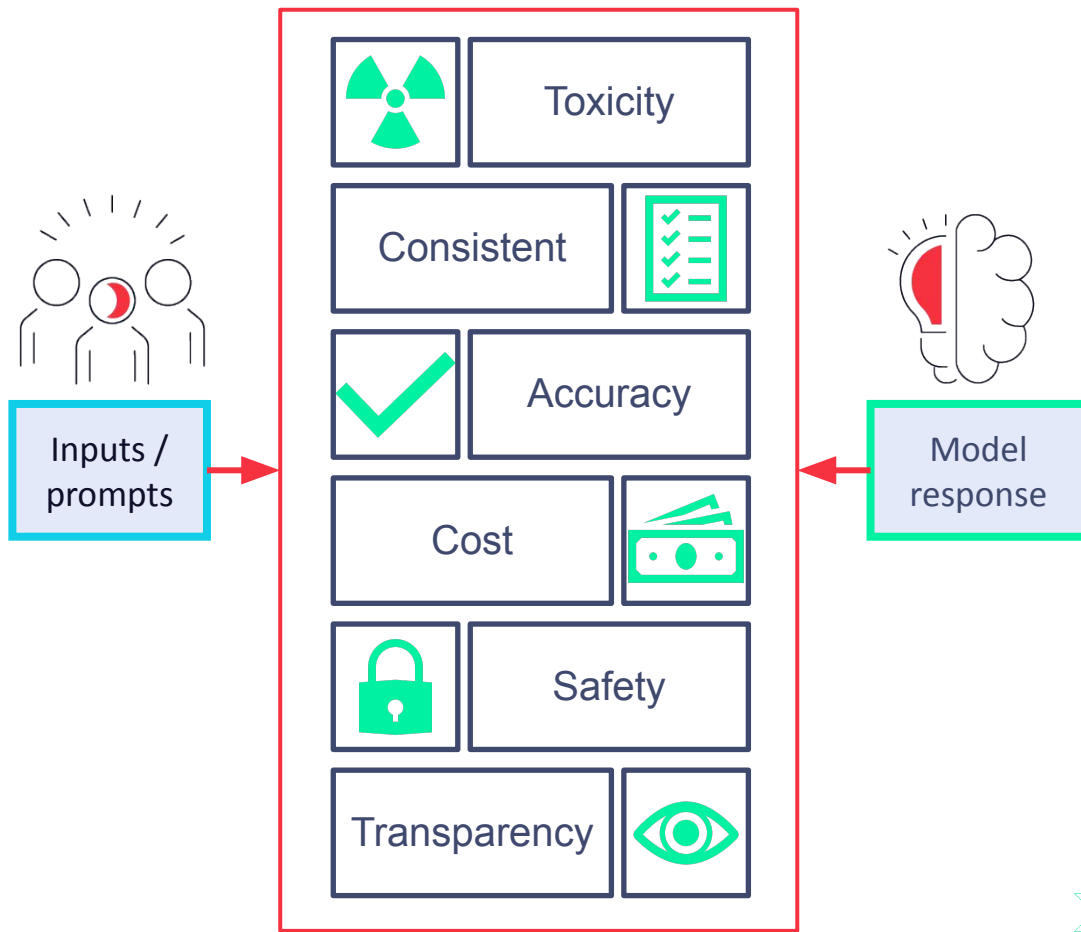 Toxicity
Consistent
Accuracy
Inputs /
prompts
Model
response
Cost
Safety
Transparency